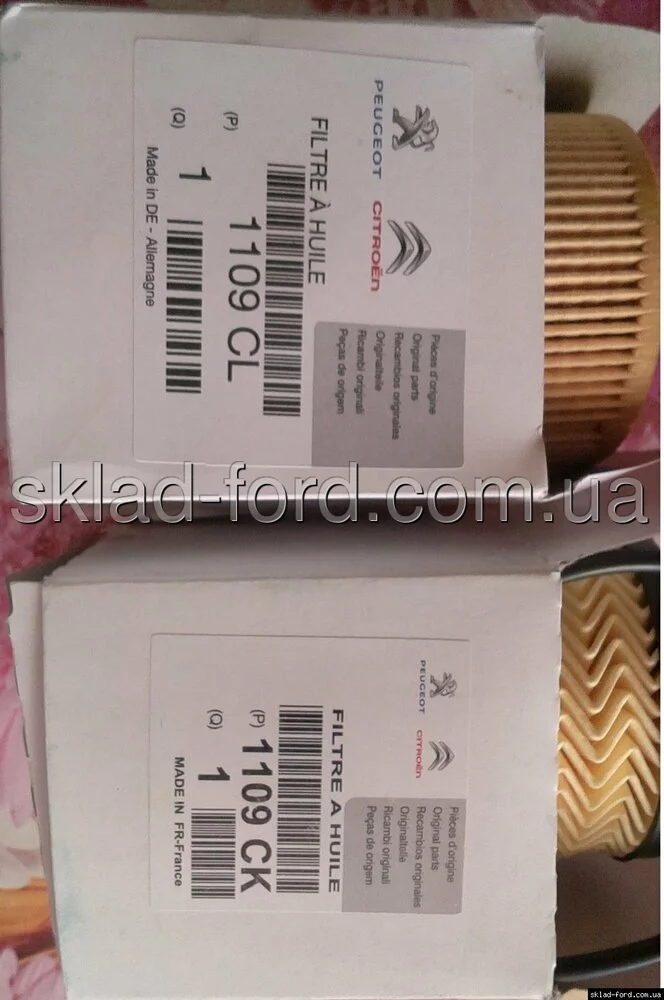 PEUGEOT
CITROËN
Pièces d'origine
Original parts
Recambios originales
Originalteile
Ricambi originali
Peças de origem
FILTRE À HUILE
(P)
1109 CL
(Q)
1
Made in DE - Allemagne
sklad-ford.com.ua
PEUGEOT
CITROËN
Pièces d'origine
Original parts
Recambios originales
Originalteile
Ricambi originali
Peças de origem
FILTRE A HUILE
(P) 1109 CK
(Q)
1
MADE IN FR-France
sklad-ford.com.ua